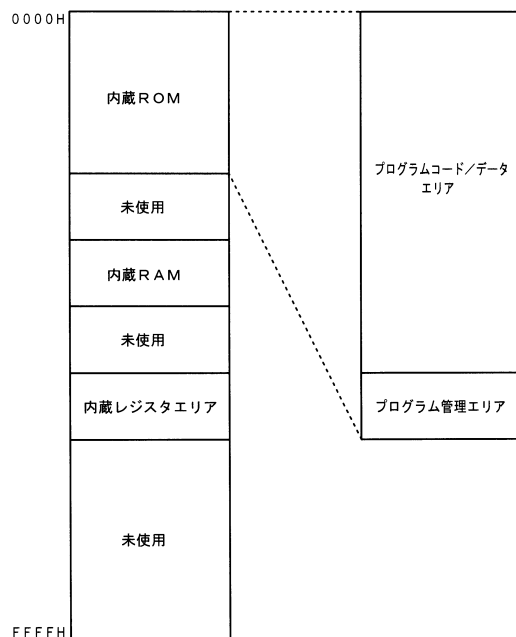 0000H
内蔵ROM
未使用
内蔵RAM
未使用
内蔵レジスタエリア
未使用
FFFFH
プログラムコード/データ
エリア
プログラム管理エリア